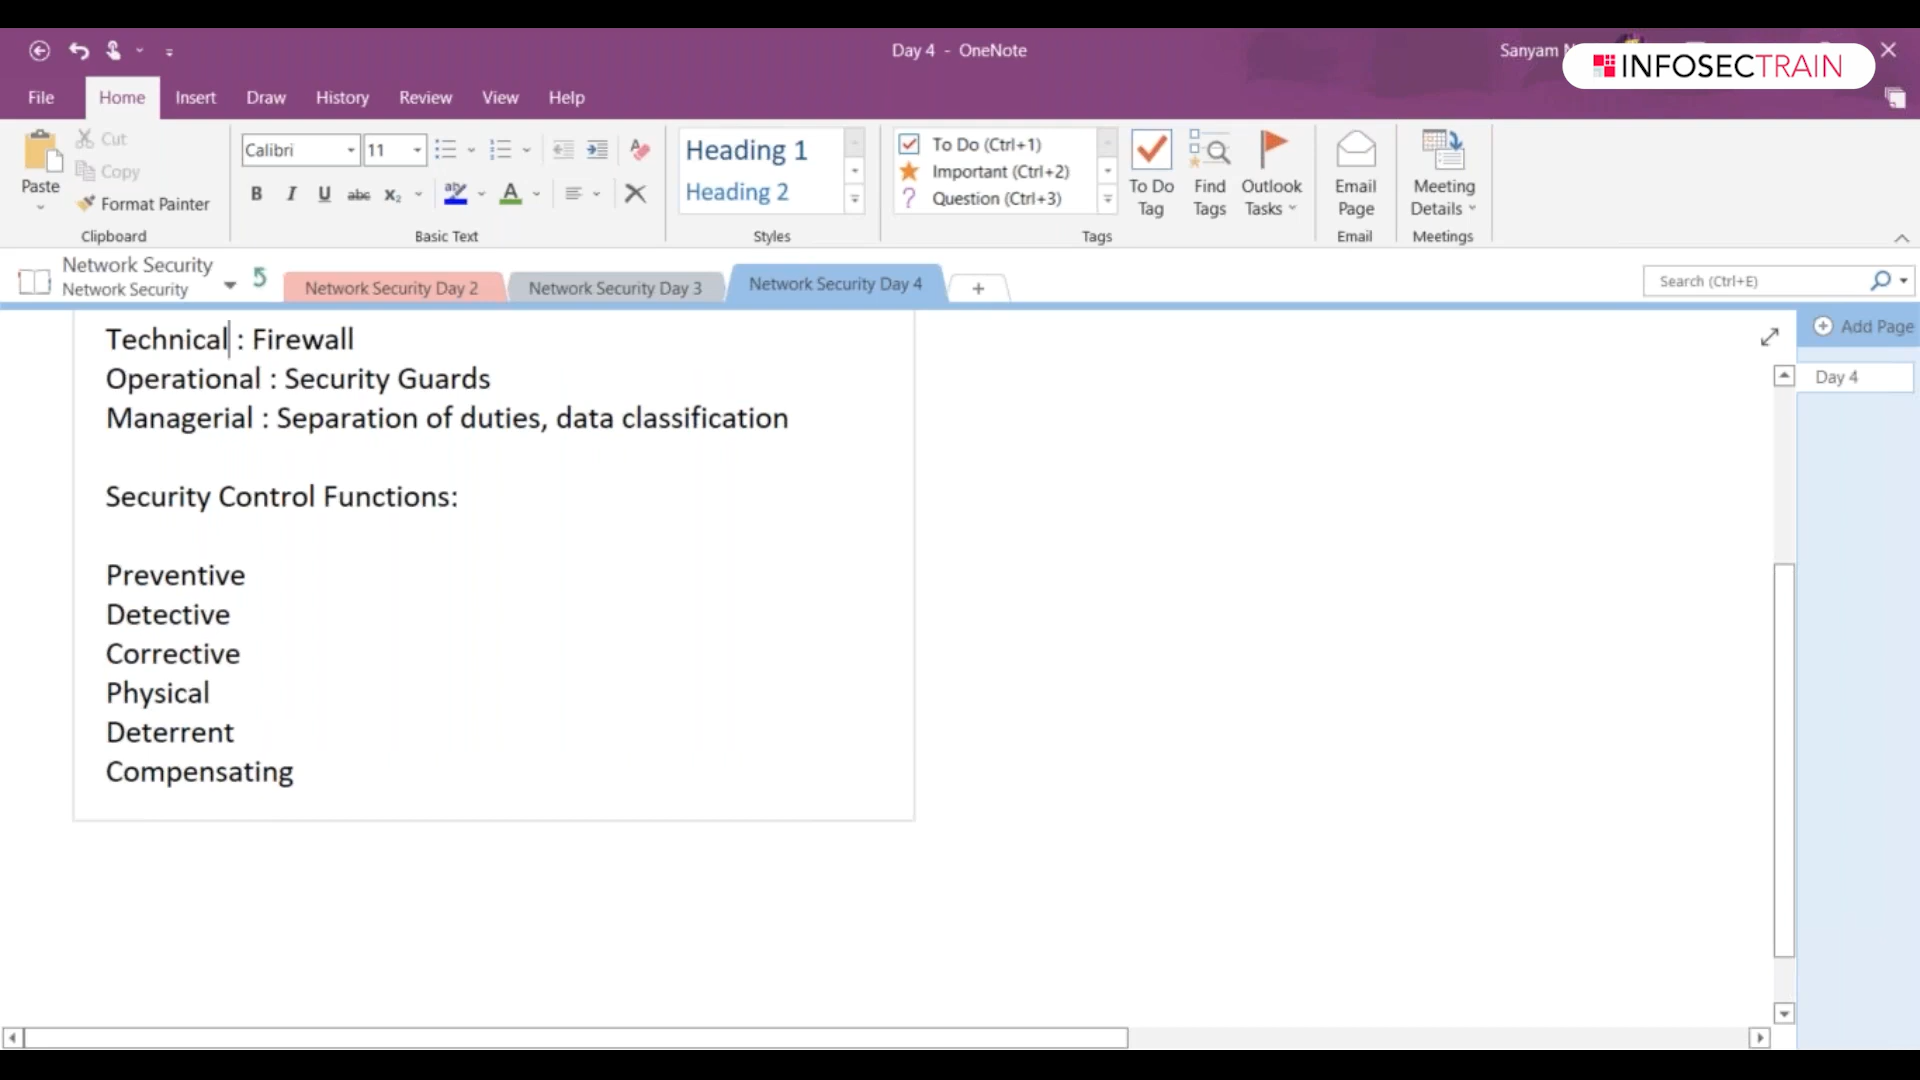 Day 4 - OneNote
Sanyam
INFOSECTRAIN
File Home Insert Draw History Review View Help
Paste
Cut
Copy
Format Painter
Clipboard
Calibri 11
B I U abc X₂ aby A
Basic Text
Heading 1
Heading 2
Styles
To Do (Ctrl+1)
Important (Ctrl+2)
Question (Ctrl+3)
To Do
Tag
Find
Tags
Outlook
Tasks
Tags
Email
Page
Email
Meeting
Details
Meetings
Network Security
Network Security
Network Security Day 2
Network Security Day 3
Network Security Day 4
+
Search (Ctrl+E)
Add Page
Day 4
Technical : Firewall
Operational : Security Guards
Managerial : Separation of duties, data classification
Security Control Functions:
Preventive
Detective
Corrective
Physical
Deterrent
Compensating